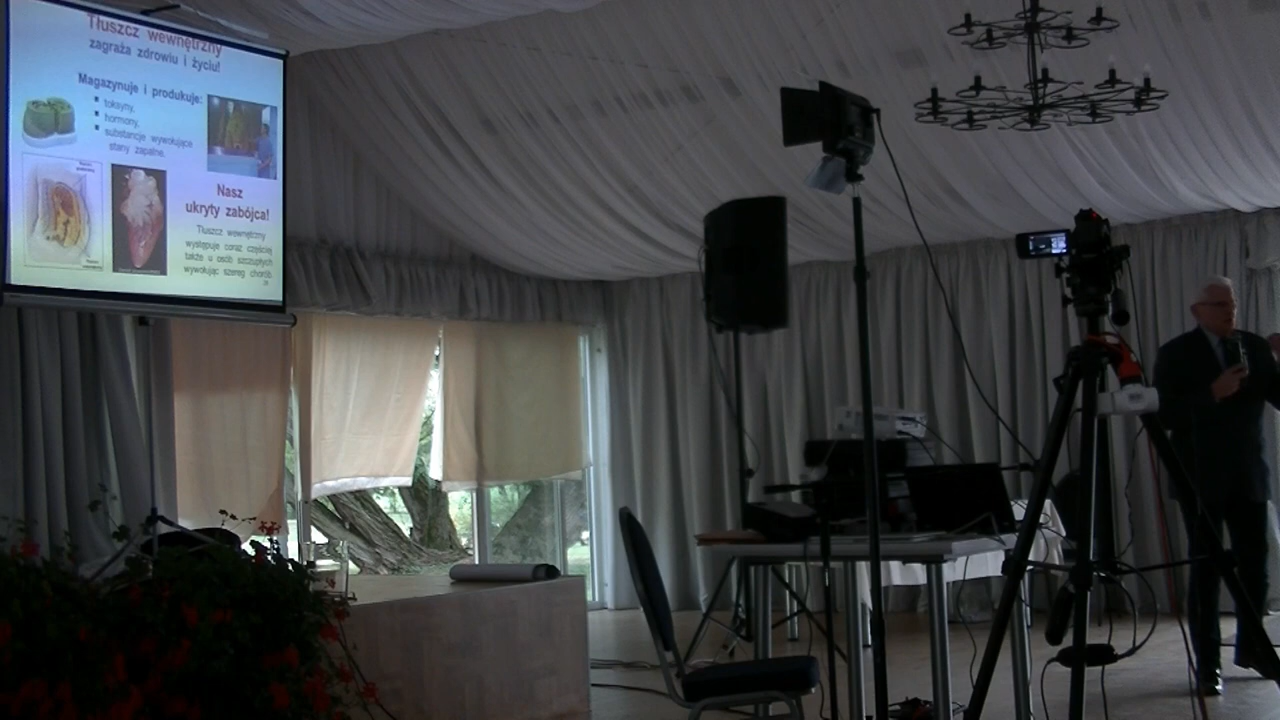 Tłuszcz wewnętrzny
zagraża zdrowiu i życiu!
Magazynuje i produkuje:
▪ toksyny,
▪ hormony,
▪ substancje wywołujące
stany zapalne.
Nasz
ukryty zabójca!
Tłuszcz wewnętrzny
występuje coraz częściej
także u osób szczupłych
wywołując szereg chorób